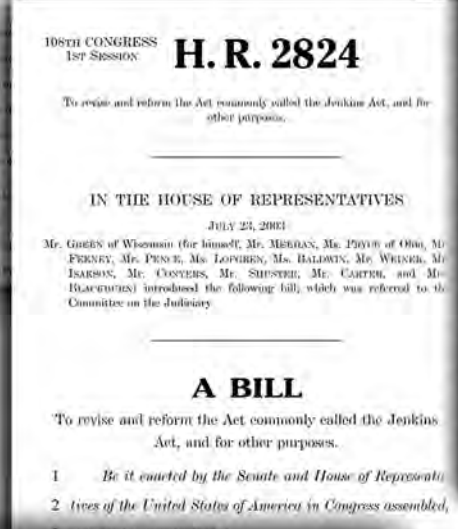 108TH CONGRESS
1ST SESSION
H. R. 2824
To revise and reform the Act commonly called the Jenkins Act, and for
other purposes.
IN THE HOUSE OF REPRESENTATIVES
JULY 23, 2003
Mr. GREEN of Wisconsin (for himself, Mr. MEEHAN, Ms. PRYCE of Ohio, M
FEENEY, Mr. PENCE, Ms. LOFGREN, Ms. BALDWIN, Mr. WEINER, M
ISAKSON, Mr. CONYERS, Mr. SHUSTER, Mr. CARTER, and M
BLACKBURN) introduced the following bill; which was referred to th
Committee on the Judiciary
A BILL
To revise and reform the Act commonly called the Jenkins
Act, and for other purposes.
1 Be it enacted by the Senate and House of Representa
2 tives of the United States of America in Congress assembled,